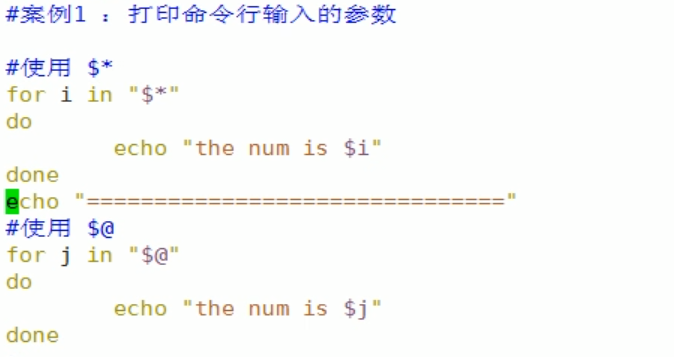 #案例1 ：打印命令行输入的参数
#使用 $*
for i in "$*"
do
        echo "the num is $i"
done
echo "==============================="
#使用 $@
for j in "$@"
do
        echo "the num is $j"
done